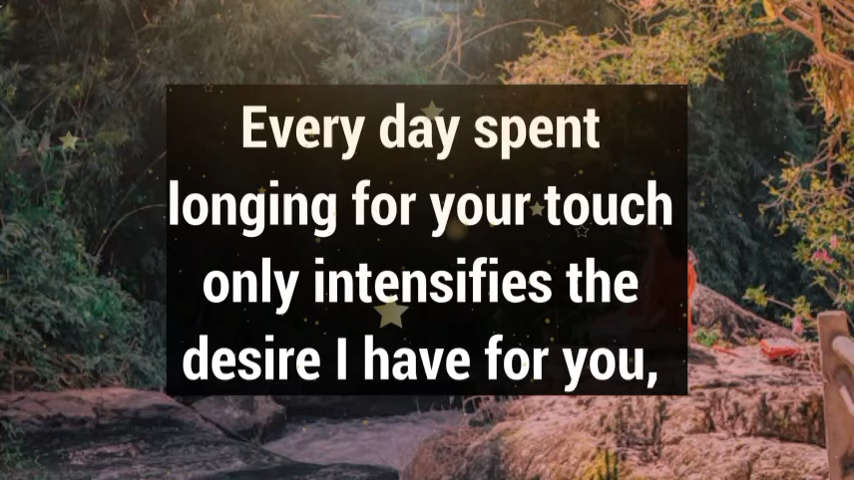 Every day spent
longing for your touch
only intensifies the
desire I have for you,